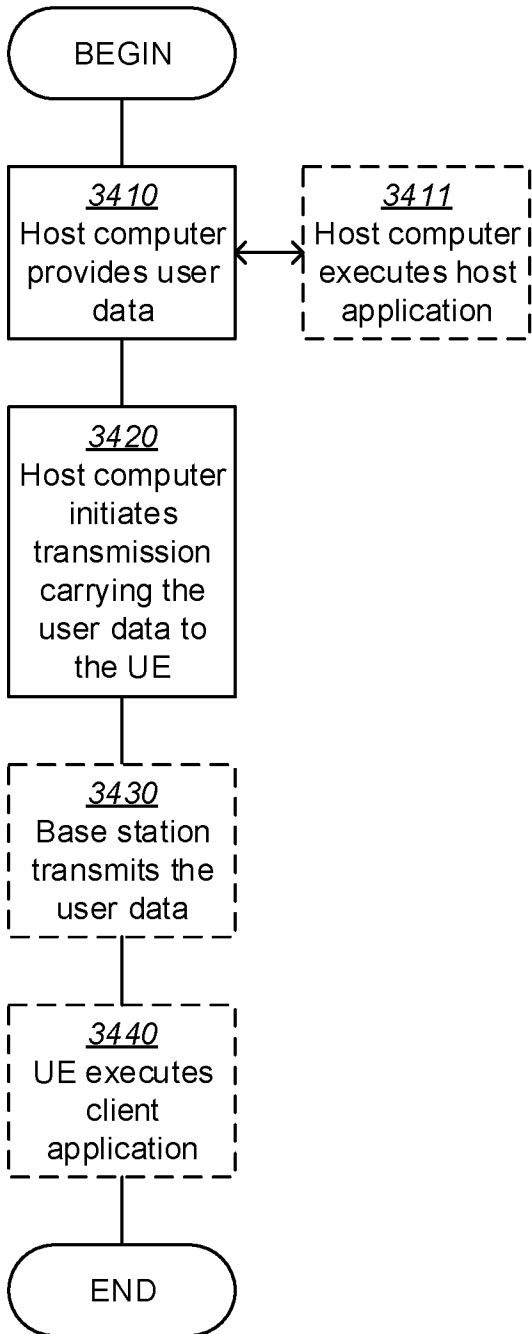 BEGIN
3410
Host computer
provides user
data
3411
Host computer
executes host
application
3420
Host computer
initiates
transmission
carrying the
user data to
the UE
3430
Base station
transmits the
user data
3440
UE executes
client
application
END